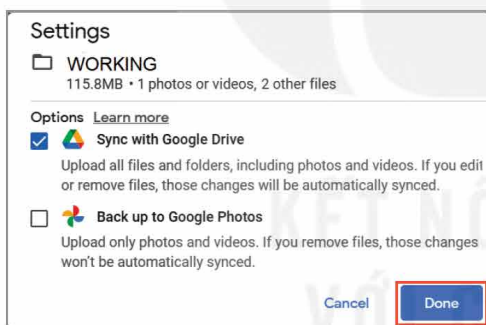 Settings
WORKING
115.8MB • 1 photos or videos, 2 other files
Options Learn more
Sync with Google Drive
Upload all files and folders, including photos and videos. If you edit
or remove files, those changes will be automatically synced.
Back up to Google Photos
Upload only photos and videos. If you remove files, those changes
won't be automatically synced.
KẾT NỐ
VỚI
Cancel Done